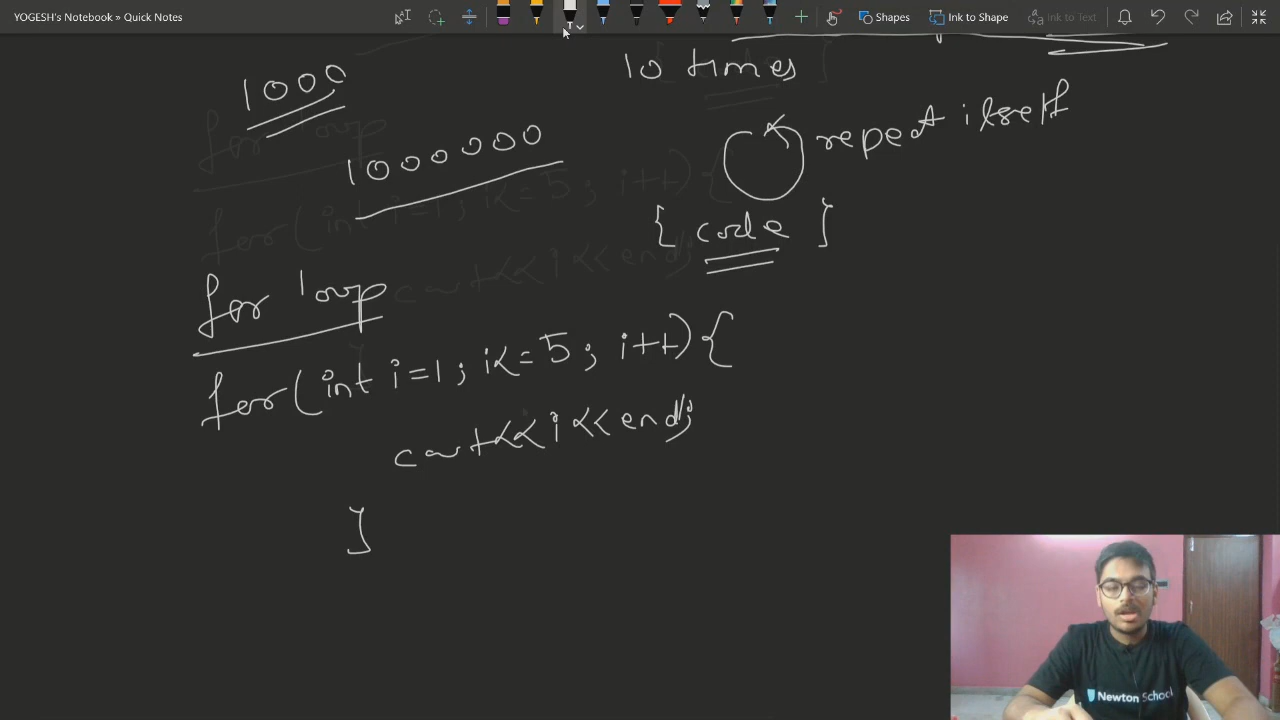 YOGESH's Notebook » Quick Notes
Shapes
Ink to Shape
Ink to Text
10 times
1000
1000000
repeat itself
{ code }
for loop
for(int i=1; i<=5; i++){
cout<<i<<endl;
}
Newton School